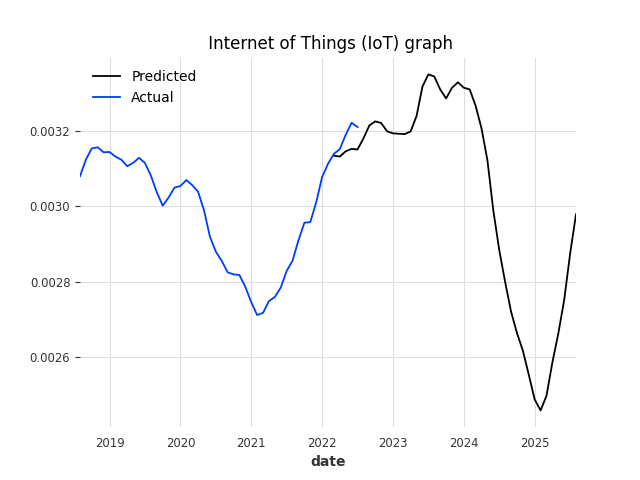 Internet of Things (IoT) graph
Predicted
Actual
0.0032
0.0030
0.0028
0.0026
2019 2020 2021 2022 2023 2024 2025
date